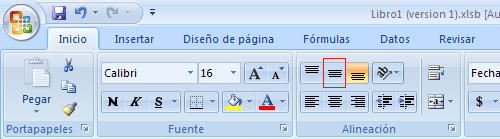 Libro1 (version 1).xlsb [Au
Inicio Insertar Diseño de página Fórmulas Datos Revisar
Calibri 16 A A Fecha
Pegar
N K S A $
Portapapeles Fuente Alineación